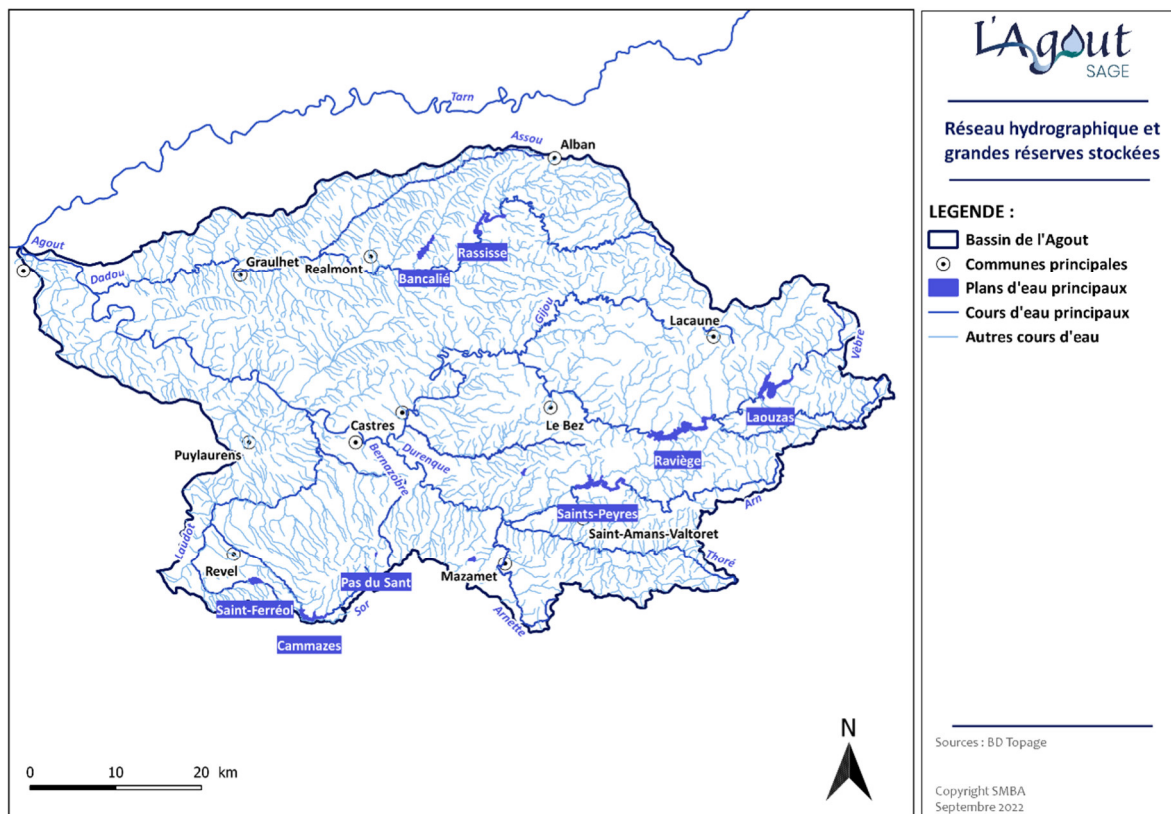 Tarn
Assou
Alban
Agout
Dadou
Graulhet
Realmont
Rassisse
Bancalié
Gijou
Lacaune
Vèbre
Laouzas
Castres
Le Bez
Durenque
Bernazobre
Puylaurens
Raviège
Saints-Peyres
Arn
Saint-Amans-Valtoret
Thoré
Laudot
Revel
Pas du Sant
Mazamet
Saint-Ferréol
Sor
Arnette
Cammazes
0 10 20 km
N
L'Agout
SAGE
Réseau hydrographique et
grandes réserves stockées
LEGENDE :
Bassin de l'Agout
Communes principales
Plans d'eau principaux
Cours d'eau principaux
Autres cours d'eau
Sources : BD Topage
Copyright SMBA
Septembre 2022